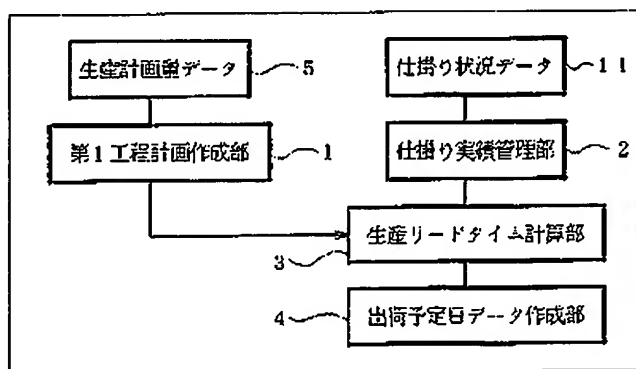 生産計画量データ 5
仕掛り状況データ 11
第1工程計画作成部 1
仕掛り実績管理部 2
生産リードタイム計算部
3
4 出荷予定日データ作成部